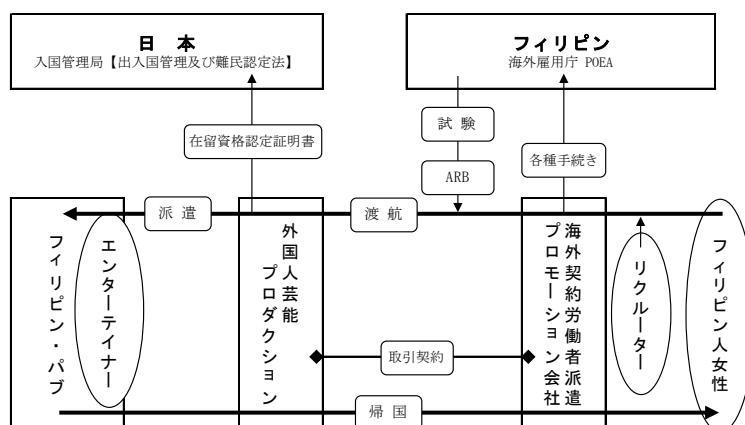 日 本
入国管理局【出入国管理及び難民認定法】
フィリピン
海外雇用庁 POEA
在留資格認定証明書
試 験
ARB
各種手続き
派 遣
渡 航
フィリピン・パブ
エンターテイナー
外国人芸能
プロダクション
海外契約労働者派遣
プロモーション会社
リクルーター
フィリピン人女性
取引契約
帰 国